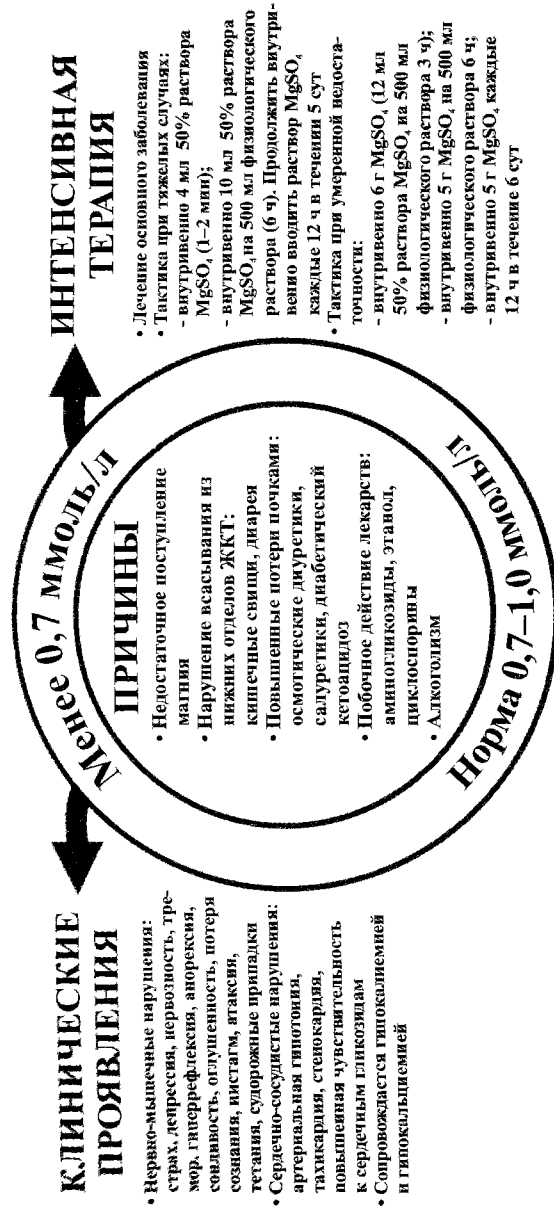 КЛИНИЧЕСКИЕ
ПРОЯВЛЕНИЯ
• Нервно-мышечные нарушения:
страх, депрессия, нервозность, тре-
мор, гиперрефлексия, анорексия,
сонливость, оглушенность, потеря
сознания, нистагм, атаксия,
тетания, судорожные припадки
• Сердечно-сосудистые нарушения:
артериальная гипотония,
тахикардия, стенокардия,
повышенная чувствительность
к сердечным гликозидам
• Сопровождается гипокалиемией
и гипокальциемией
Менее 0,7 ммоль/л
ПРИЧИНЫ
• Недостаточное поступление
магния
• Нарушение всасывания из
нижних отделов ЖКТ:
кишечные свищи, диарея
• Повышенные потери почками:
осмотические диуретики,
салуретики, диабетический
кетоацидоз
• Побочное действие лекарств:
аминогликозиды, этанол,
циклоспорины
• Алкоголизм
Норма 0,7–1,0 ммоль/л
ИНТЕНСИВНАЯ
ТЕРАПИЯ
• Лечение основного заболевания
• Тактика при тяжелых случаях:
- внутривенно 4 мл 50% раствора
MgSO₄ (1–2 мин);
- внутривенно 10 мл 50% раствора
MgSO₄ на 500 мл физиологического
раствора (6 ч). Продолжить внутри-
венно вводить раствор MgSO₄
каждые 12 ч в течении 5 сут
• Тактика при умеренной недоста-
точности:
- внутривенно 6 г MgSO₄ (12 мл
50% раствора MgSO₄ на 500 мл
физиологического раствора 3 ч);
- внутривенно 5 г MgSO₄ на 500 мл
физиологического раствора 6 ч;
- внутривенно 5 г MgSO₄ каждые
12 ч в течение 6 сут